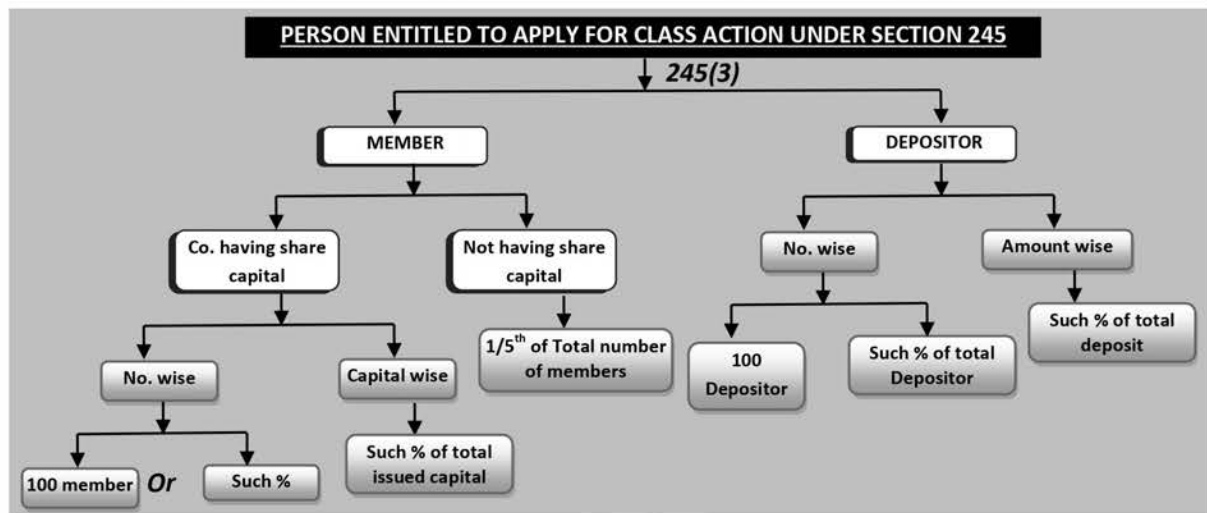 PERSON ENTITLED TO APPLY FOR CLASS ACTION UNDER SECTION 245
245(3)
MEMBER
DEPOSITOR
Co. having share
capital
Not having share
capital
No. wise
Amount wise
No. wise
Capital wise
1/5th of Total number
of members
100
Depositor
Such % of total
Depositor
Such % of total
deposit
100 member
Or
Such %
Such % of total
issued capital